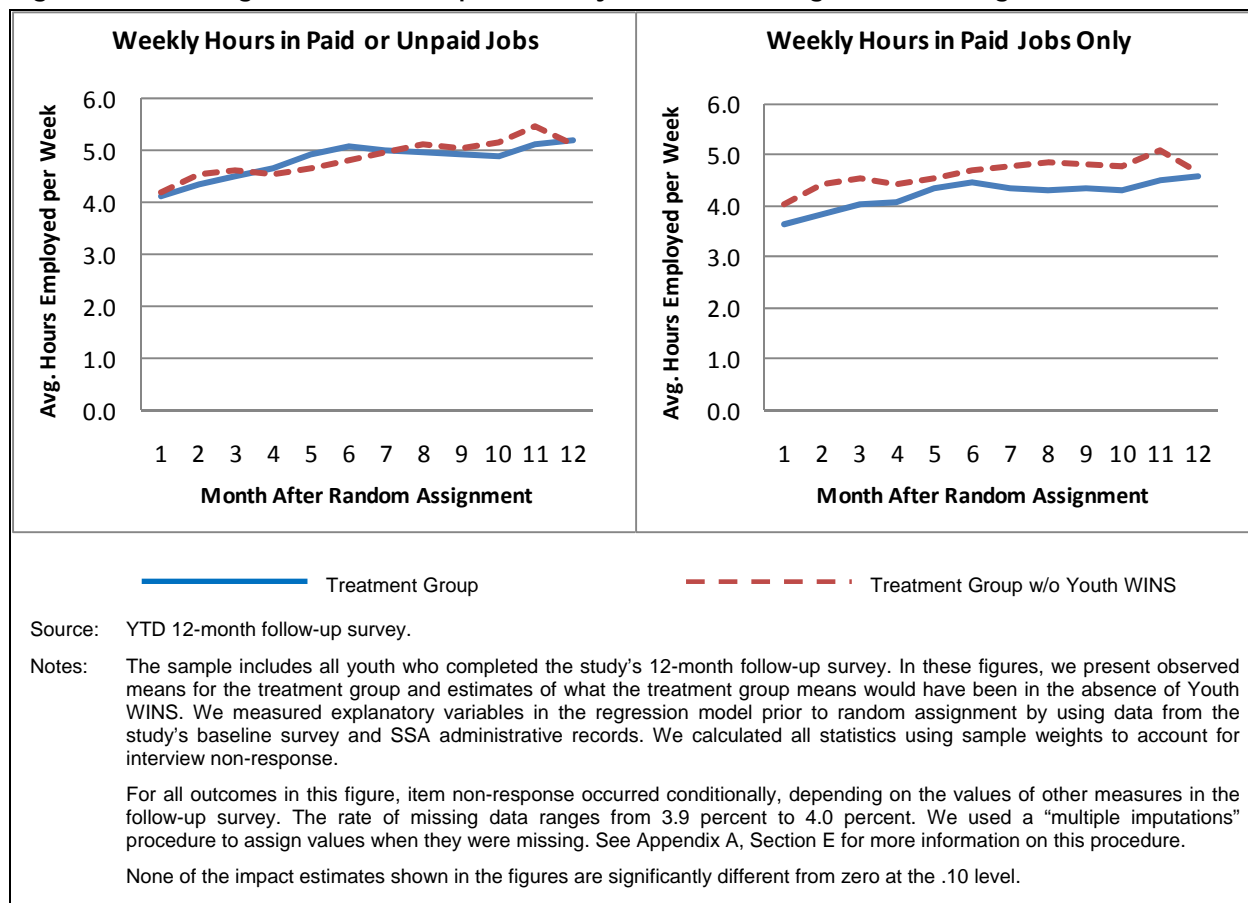 Weekly Hours in Paid or Unpaid Jobs
6.0
5.0
4.0
3.0
2.0
1.0
0.0
Avg. Hours Employed per Week
1 2 3 4 5 6 7 8 9 10 11 12
Month After Random Assignment
Weekly Hours in Paid Jobs Only
6.0
5.0
4.0
3.0
2.0
1.0
0.0
Avg. Hours Employed per Week
1 2 3 4 5 6 7 8 9 10 11 12
Month After Random Assignment
Treatment Group
Treatment Group w/o Youth WINS
Source: YTD 12-month follow-up survey.
Notes: The sample includes all youth who completed the study's 12-month follow-up survey. In these figures, we present observed
means for the treatment group and estimates of what the treatment group means would have been in the absence of Youth
WINS. We measured explanatory variables in the regression model prior to random assignment by using data from the
study's baseline survey and SSA administrative records. We calculated all statistics using sample weights to account for
interview non-response.
For all outcomes in this figure, item non-response occurred conditionally, depending on the values of other measures in the
follow-up survey. The rate of missing data ranges from 3.9 percent to 4.0 percent. We used a “multiple imputations”
procedure to assign values when they were missing. See Appendix A, Section E for more information on this procedure.
None of the impact estimates shown in the figures are significantly different from zero at the .10 level.